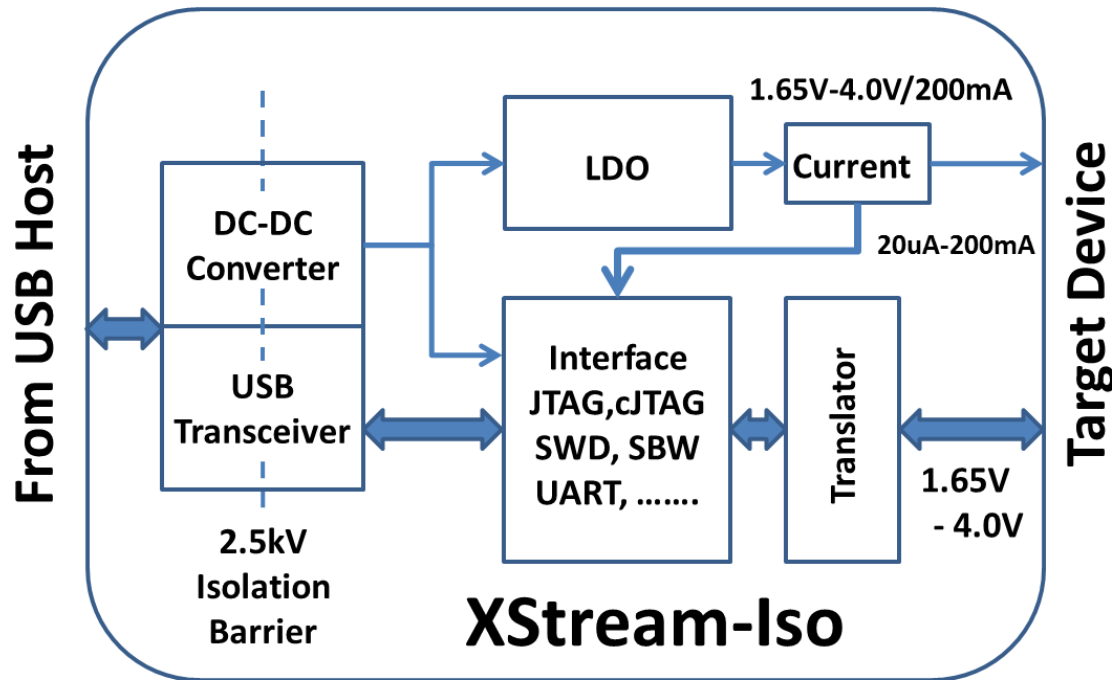 From USB Host
DC-DC
Converter
USB
Transceiver
2.5kV
Isolation
Barrier
LDO
1.65V-4.0V/200mA
Current
20uA-200mA
Interface
JTAG,cJTAG
SWD, SBW
UART, .......
Translator
1.65V
- 4.0V
Target Device
XStream-Iso